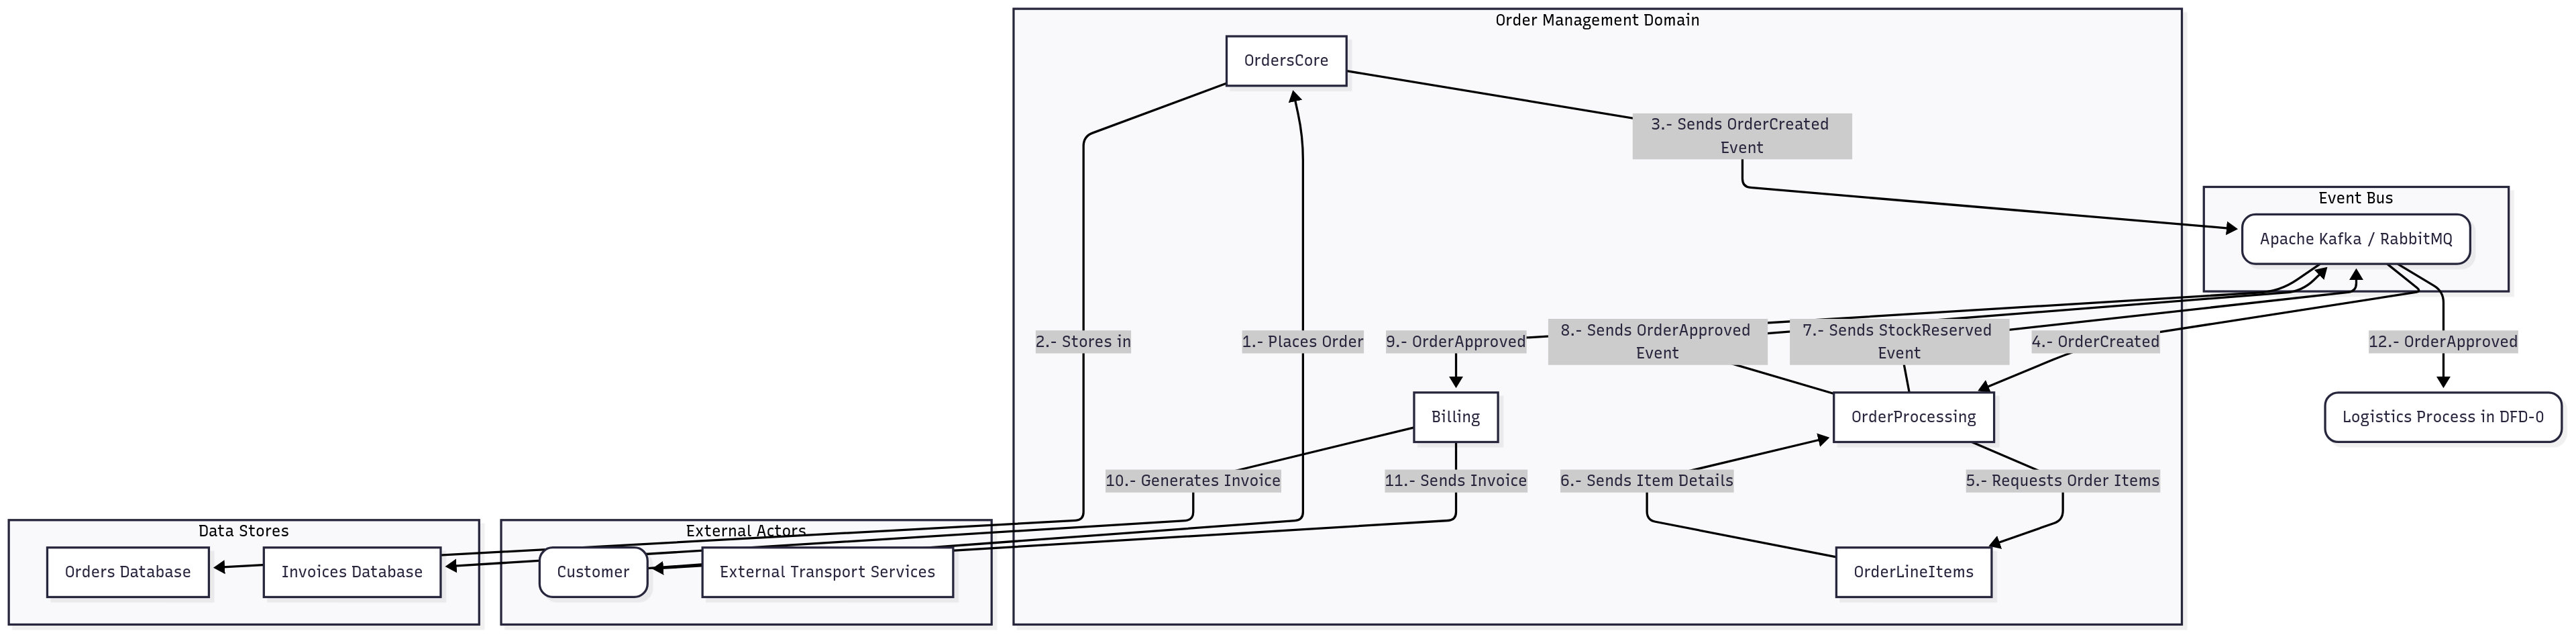 Order Management Domain
OrdersCore
3.- Sends OrderCreated
Event
Event Bus
Apache Kafka / RabbitMQ
2.- Stores in
1.- Places Order
9.- OrderApproved
8.- Sends OrderApproved
Event
7.- Sends StockReserved
Event
4.- OrderCreated
12.- OrderApproved
Billing
OrderProcessing
Logistics Process in DFD-0
10.- Generates Invoice
11.- Sends Invoice
6.- Sends Item Details
5.- Requests Order Items
Data Stores
Orders Database
Invoices Database
External Actors
Customer
External Transport Services
OrderLineItems